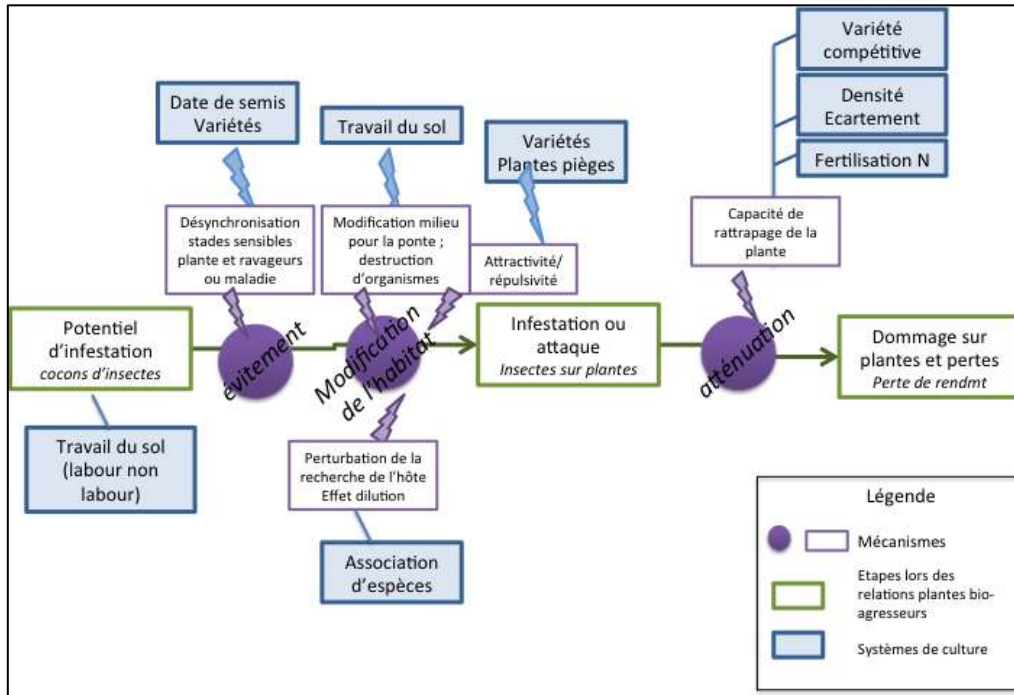 Variété
compétitive
Densité
Ecartement
Fertilisation N
Date de semis
Variétés
Travail du sol
Variétés
Plantes pièges
Désynchronisation
stades sensibles
plante et ravageurs
ou maladie
Modification milieu
pour la ponte ;
destruction
d'organismes
Attractivité/
répulsivité
Capacité de
rattrapage de la
plante
Potentiel
d'infestation
cocons d'insectes
évitement
Modification
de l'habitat
Infestation ou
attaque
Insectes sur plantes
atténuation
Dommage sur
plantes et pertes
Perte de rendmt
Travail du sol
(labour non
labour)
Perturbation de la
recherche de l'hôte
Effet dilution
Association
d'espèces
Légende
Mécanismes
Etapes lors des
relations plantes bio-
agresseurs
Systèmes de culture